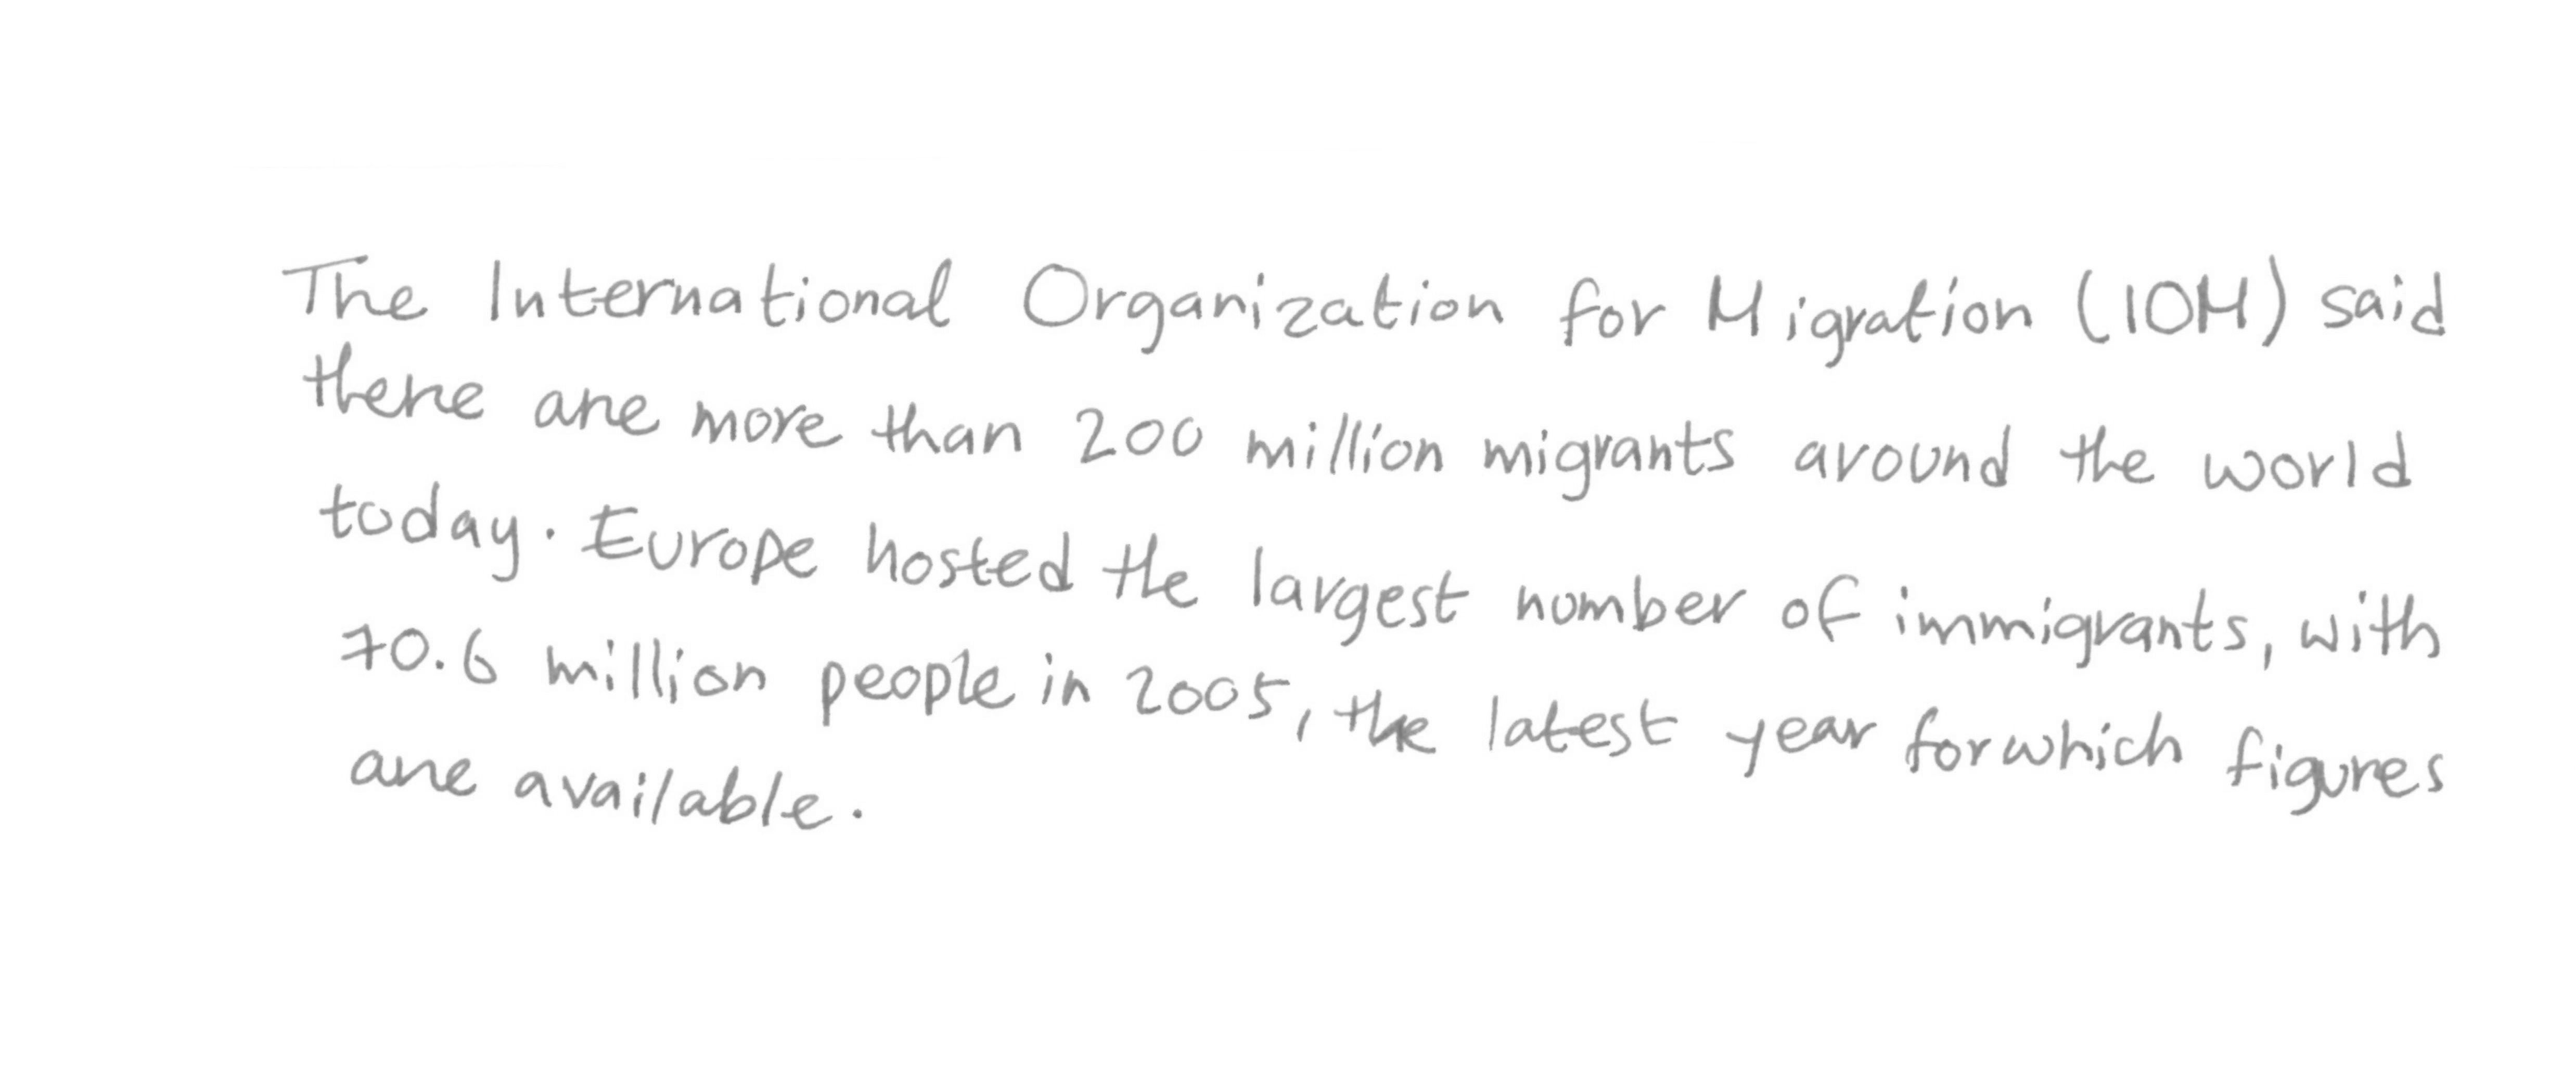 The International Organization for Migration (IOM) said
there are more than 200 million migrants around the world
today. Europe hosted the largest number of immigrants, with
70.6 million people in 2005, the latest year for which figures
are available.